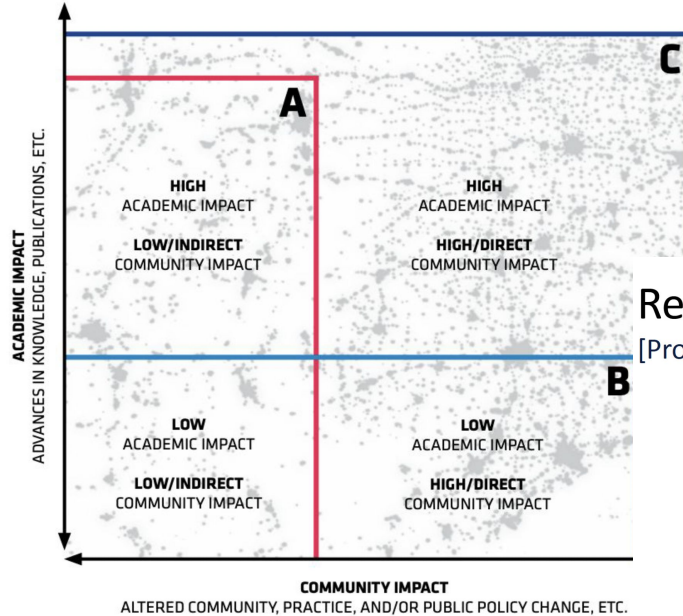 C
A
HIGH
ACADEMIC IMPACT
LOW/INDIRECT
COMMUNITY IMPACT
HIGH
ACADEMIC IMPACT
HIGH/DIRECT
COMMUNITY IMPACT
ACADEMIC IMPACT
ADVANCES IN KNOWLEDGE, PUBLICATIONS, ETC.
Re
[Pro
B
LOW
ACADEMIC IMPACT
LOW/INDIRECT
COMMUNITY IMPACT
LOW
ACADEMIC IMPACT
HIGH/DIRECT
COMMUNITY IMPACT
COMMUNITY IMPACT
ALTERED COMMUNITY, PRACTICE, AND/OR PUBLIC POLICY CHANGE, ETC.